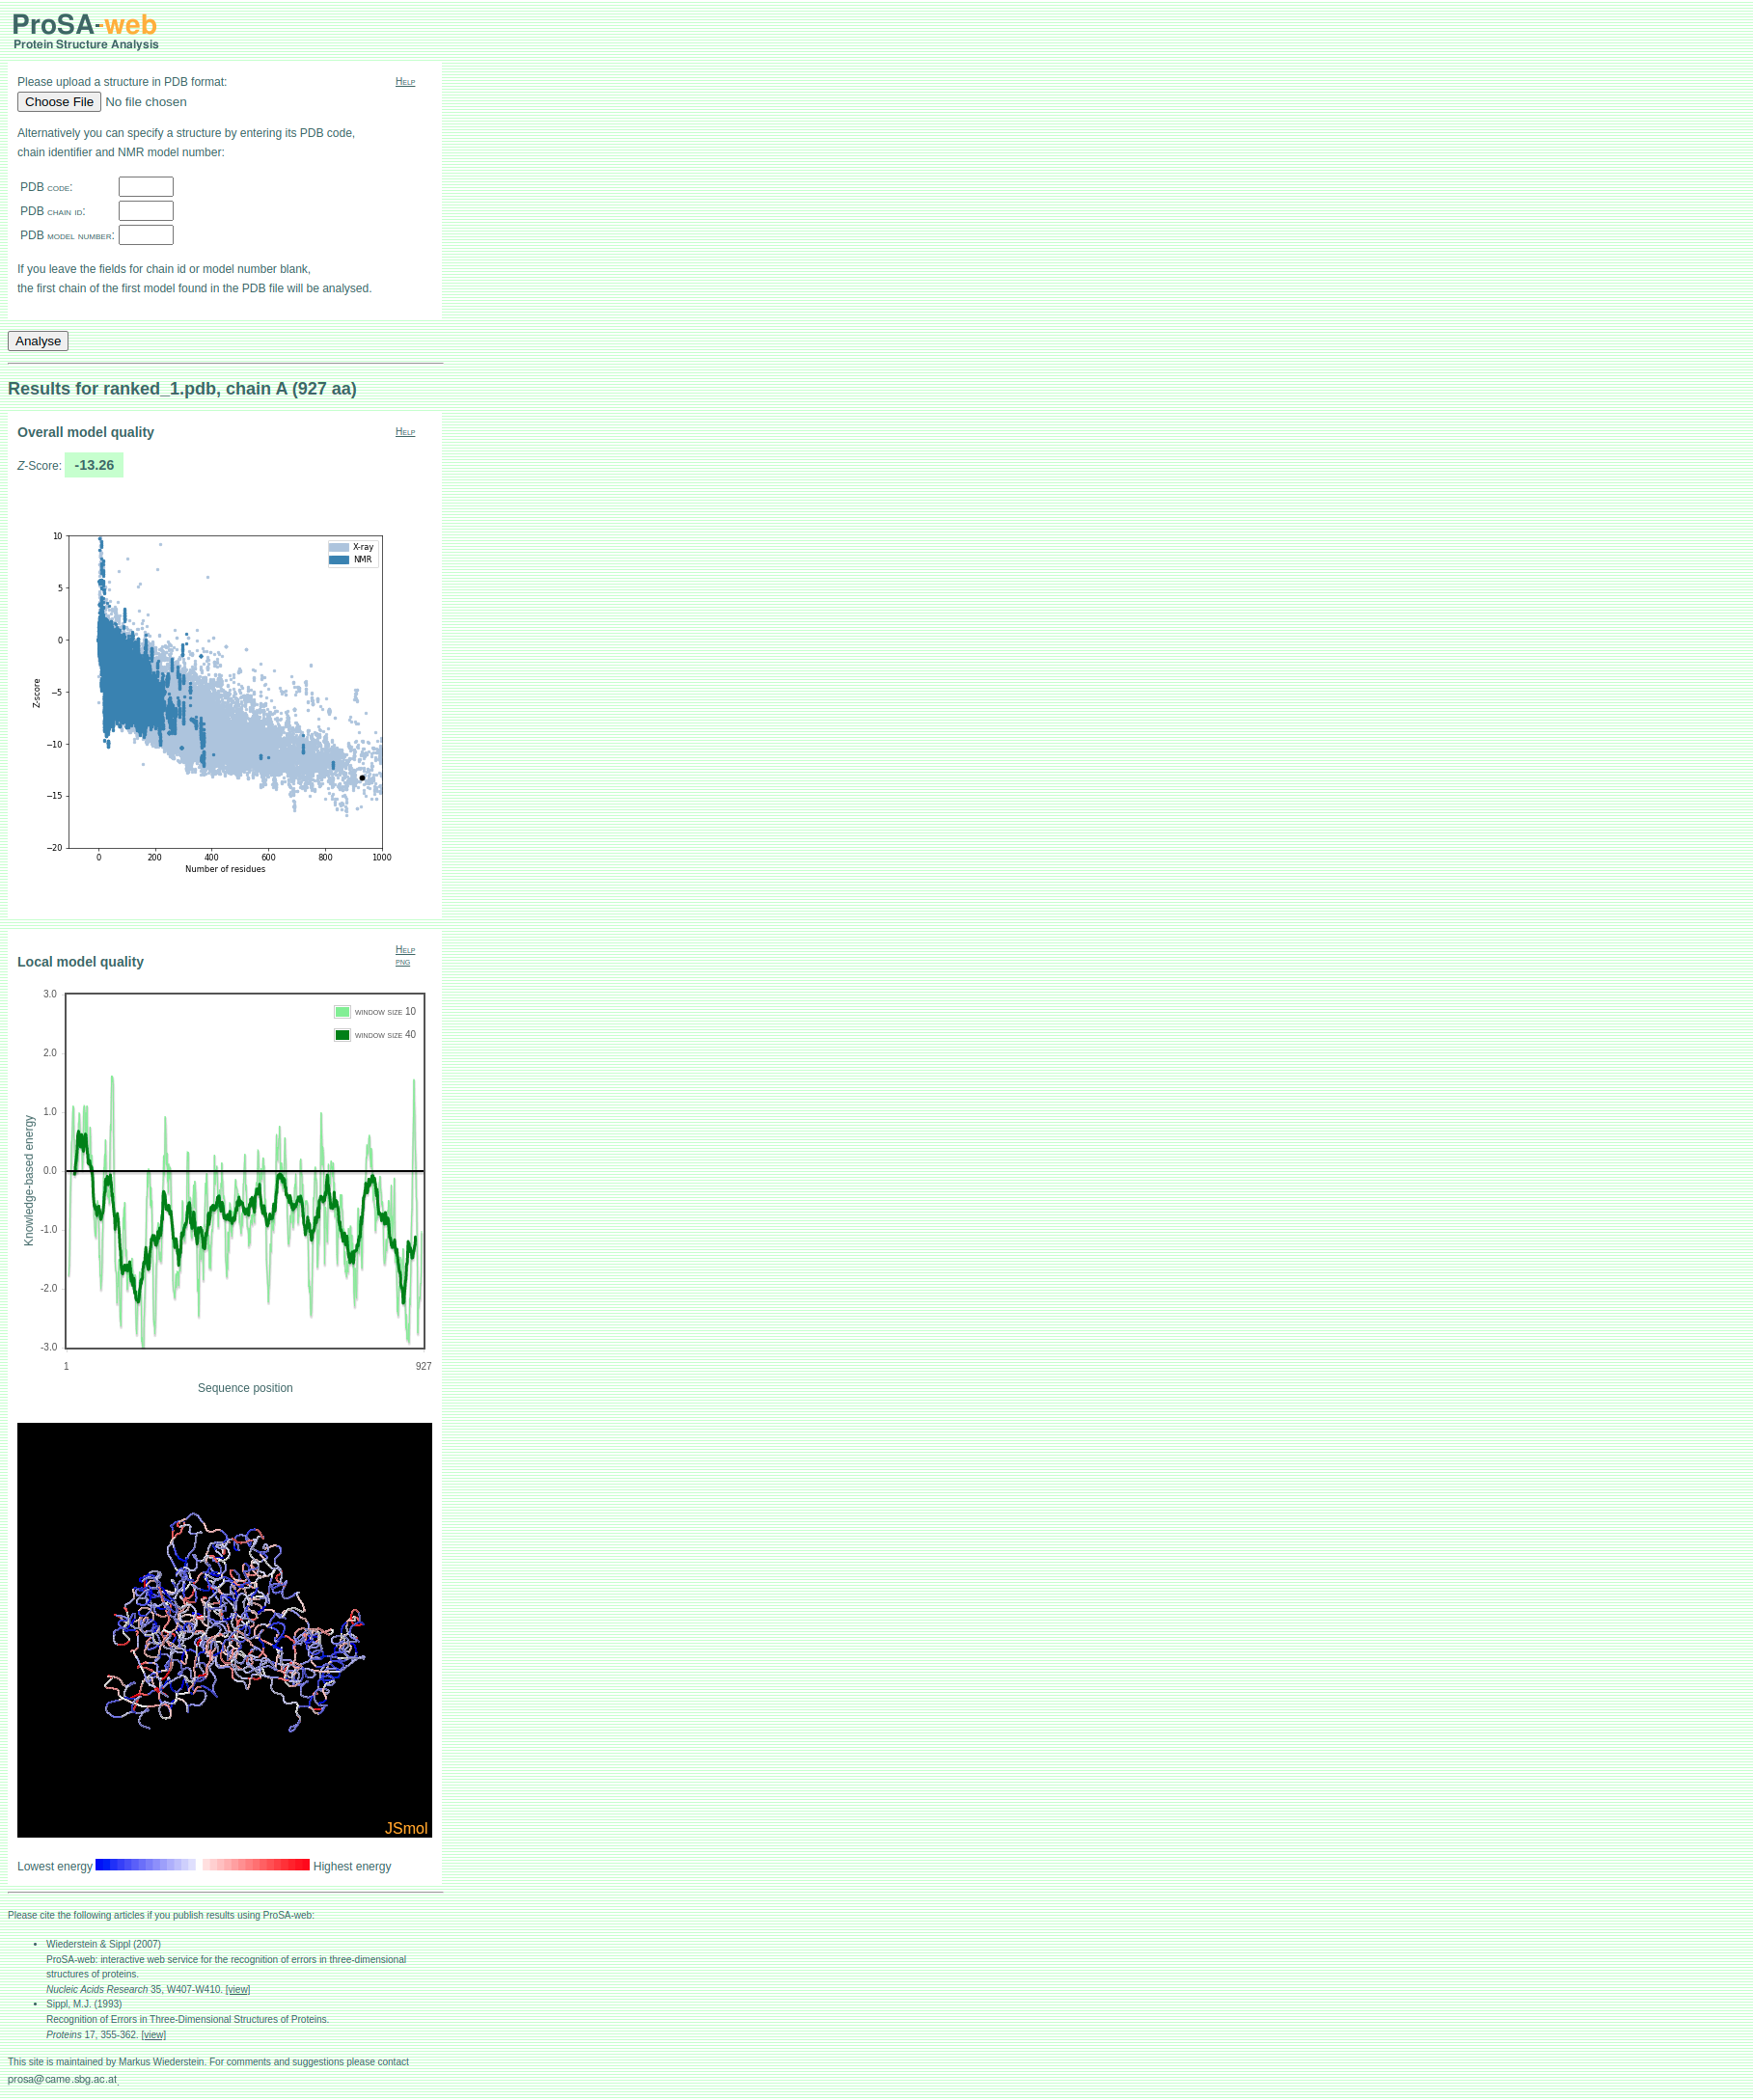 ProSA-web
Protein Structure Analysis
Please upload a structure in PDB format:
Help
Choose File No file chosen
Alternatively you can specify a structure by entering its PDB code,
chain identifier and NMR model number:
PDB code:
PDB chain id:
PDB model number:
If you leave the fields for chain id or model number blank,
the first chain of the first model found in the PDB file will be analysed.
Analyse
Results for ranked_1.pdb, chain A (927 aa)
Overall model quality
Help
Z-Score: -13.26
10
5
0
−5
−10
−15
−20
Z-score
X-ray
NMR
0 200 400 600 800 1000
Number of residues
Local model quality
Help
png
3.0
2.0
1.0
0.0
-1.0
-2.0
-3.0
Knowledge-based energy
window size 10
window size 40
1 927
Sequence position
JSmol
Lowest energy Highest energy
Please cite the following articles if you publish results using ProSA-web:
• Wiederstein & Sippl (2007)
ProSA-web: interactive web service for the recognition of errors in three-dimensional
structures of proteins.
Nucleic Acids Research 35, W407-W410. [view]
• Sippl, M.J. (1993)
Recognition of Errors in Three-Dimensional Structures of Proteins.
Proteins 17, 355-362. [view]
This site is maintained by Markus Wiederstein. For comments and suggestions please contact
prosa@came.sbg.ac.at.